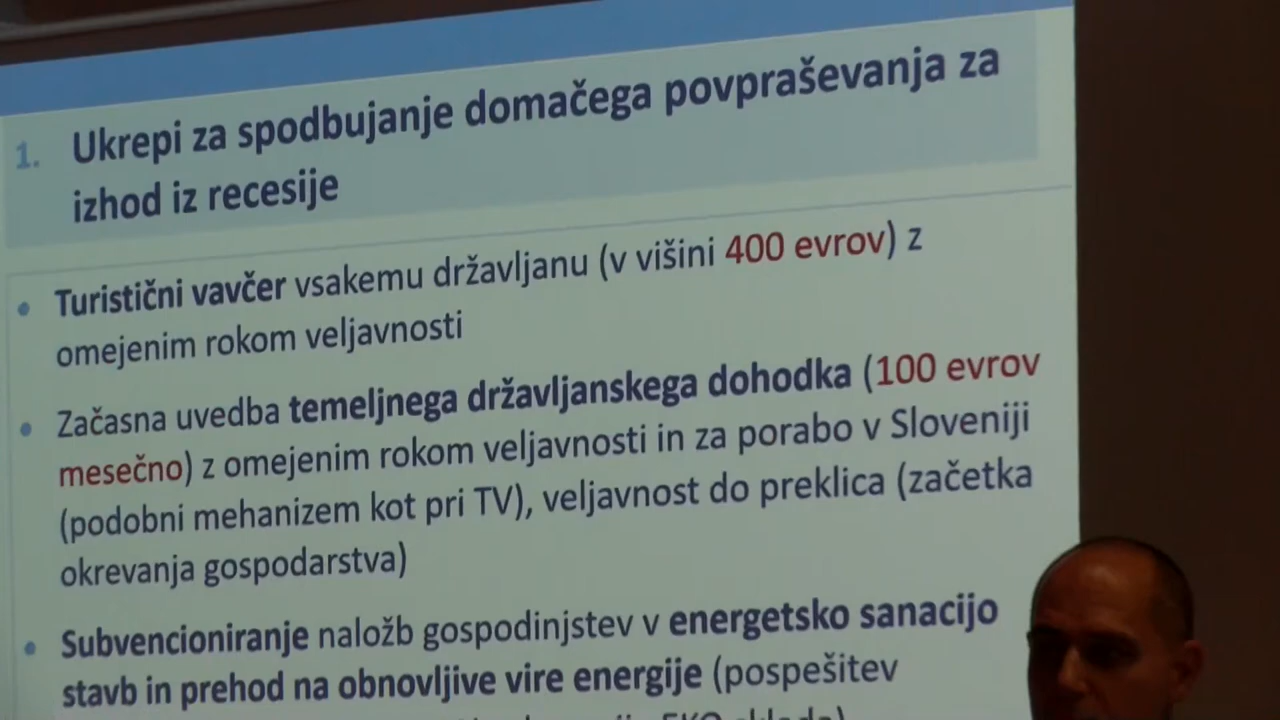 1. Ukrepi za spodbujanje domačega povpraševanja za
izhod iz recesije
• Turistični vavčer vsakemu državljanu (v višini 400 evrov) z
omejenim rokom veljavnosti
• Začasna uvedba temeljnega državljanskega dohodka (100 evrov
mesečno) z omejenim rokom veljavnosti in za porabo v Sloveniji
(podobni mehanizem kot pri TV), veljavnost do preklica (začetka
okrevanja gospodarstva)
• Subvencioniranje naložb gospodinjstev v energetsko sanacijo
stavb in prehod na obnovljive vire energije (pospešitev
EKO sklada)